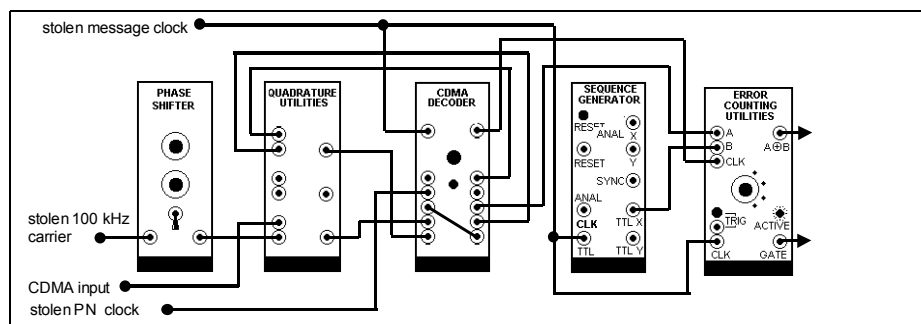 stolen message clock
PHASE
SHIFTER
QUADRATURE
UTILITIES
CDMA
DECODER
SEQUENCE
GENERATOR
RESET
ANAL
X
RESET
Y
SYNC
ANAL
CLK
TTL X
TTL
TTL Y
ERROR
COUNTING
UTILITIES
A
B
A⊕B
CLK
TRIG
ACTIVE
CLK
GATE
stolen 100 kHz
carrier
CDMA input
stolen PN clock